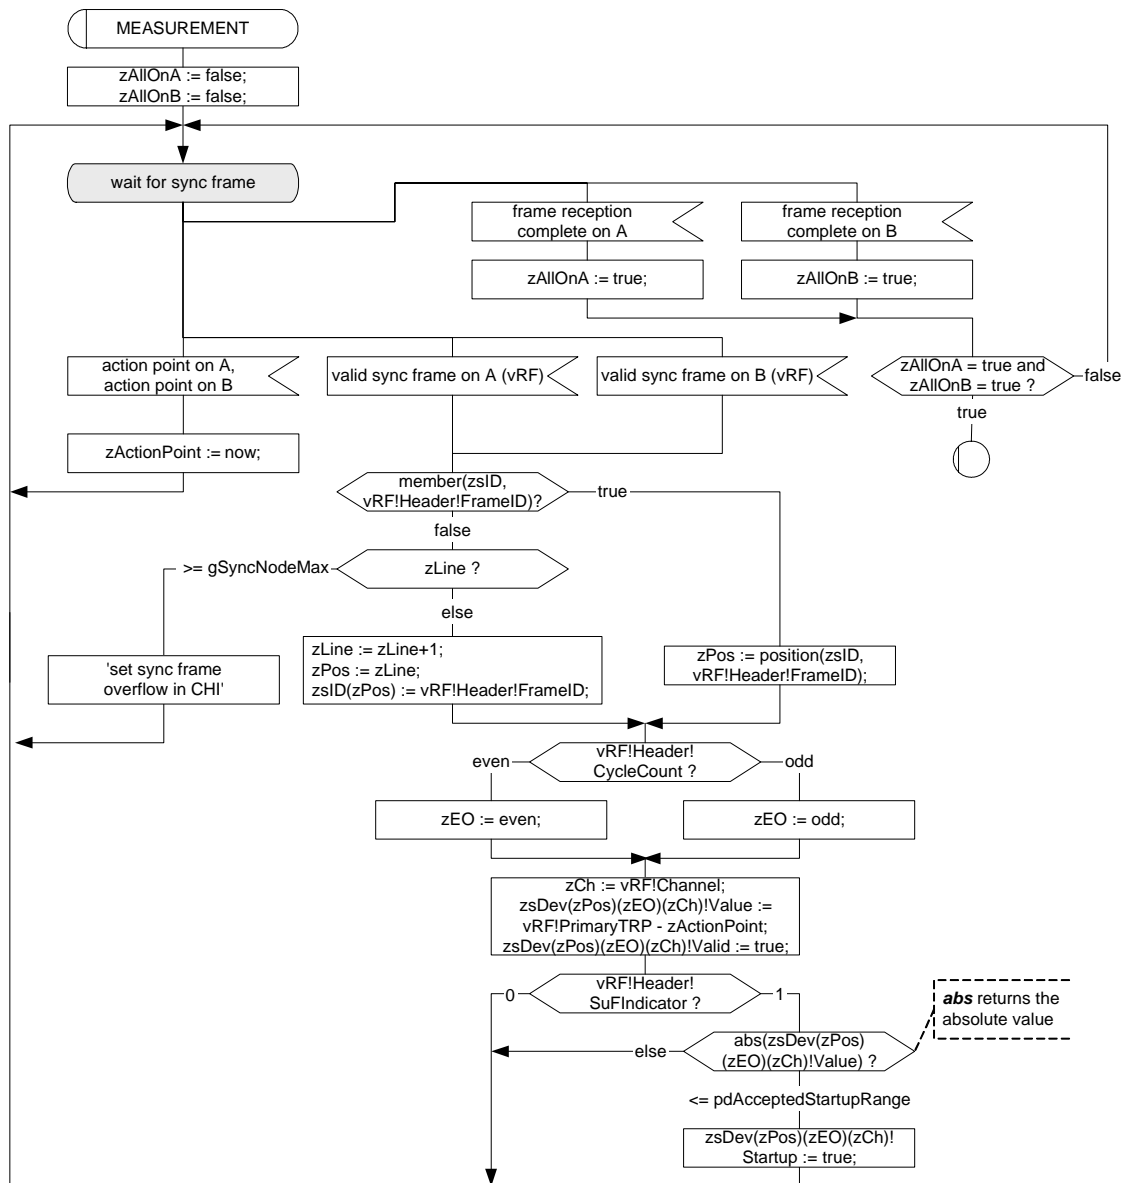 MEASUREMENT
zAllOnA := false;
zAllOnB := false;
wait for sync frame
frame reception
complete on A
frame reception
complete on B
zAllOnA := true;
zAllOnB := true;
action point on A,
action point on B
valid sync frame on A (vRF)
valid sync frame on B (vRF)
zAllOnA = true and
zAllOnB = true ?
false
true
zActionPoint := now;
member(zsID,
vRF!Header!FrameID)?
true
false
>= gSyncNodeMax
zLine ?
else
'set sync frame
overflow in CHI'
zLine := zLine+1;
zPos := zLine;
zsID(zPos) := vRF!Header!FrameID;
zPos := position(zsID,
vRF!Header!FrameID);
even
vRF!Header!
CycleCount ?
odd
zEO := even;
zEO := odd;
zCh := vRF!Channel;
zsDev(zPos)(zEO)(zCh)!Value :=
vRF!PrimaryTRP - zActionPoint;
zsDev(zPos)(zEO)(zCh)!Valid := true;
0
vRF!Header!
SuFIndicator ?
1
abs returns the
absolute value
else
abs(zsDev(zPos)
(zEO)(zCh)!Value) ?
<= pdAcceptedStartupRange
zsDev(zPos)(zEO)(zCh)!
Startup := true;